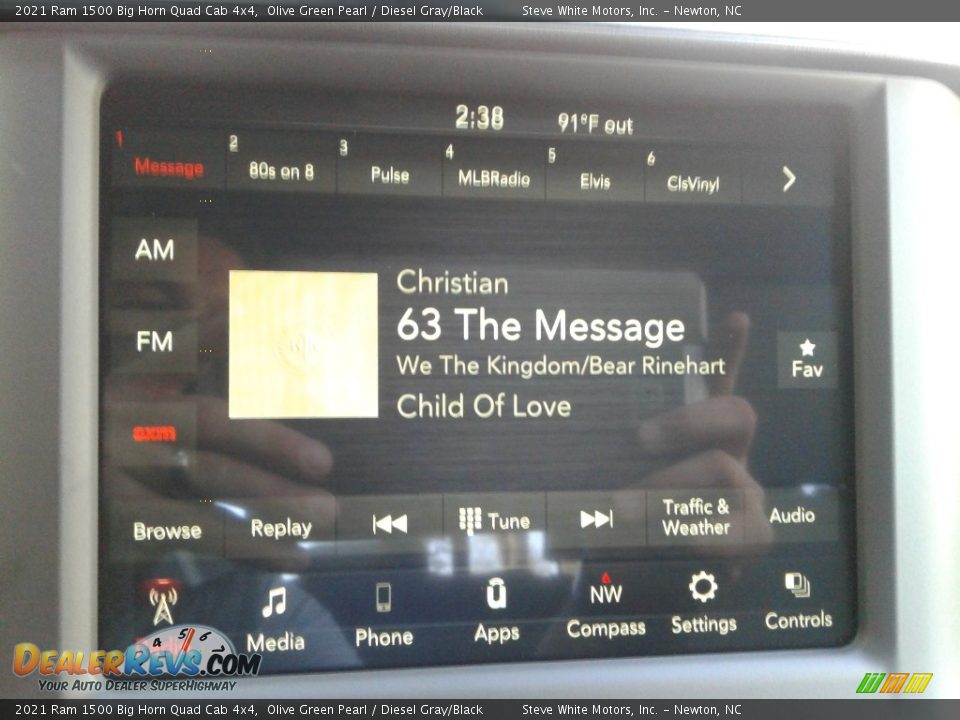 2021 Ram 1500 Big Horn Quad Cab 4x4, Olive Green Pearl / Diesel Gray/Black Steve White Motors, Inc. - Newton, NC
2:38 91°F out
1 Message 2 80s on 8 3 Pulse 4 MLBRadio 5 Elvis 6 ClsVinyl
AM
FM
sxm
Christian
63 The Message
We The Kingdom/Bear Rinehart
Child Of Love
Fav
Browse Replay Tune Traffic & Weather Audio
Media Phone Apps NW Compass Settings Controls
4 5 6
DealerRevs.com
Your Auto Dealer SuperHighway
2021 Ram 1500 Big Horn Quad Cab 4x4, Olive Green Pearl / Diesel Gray/Black Steve White Motors, Inc. - Newton, NC